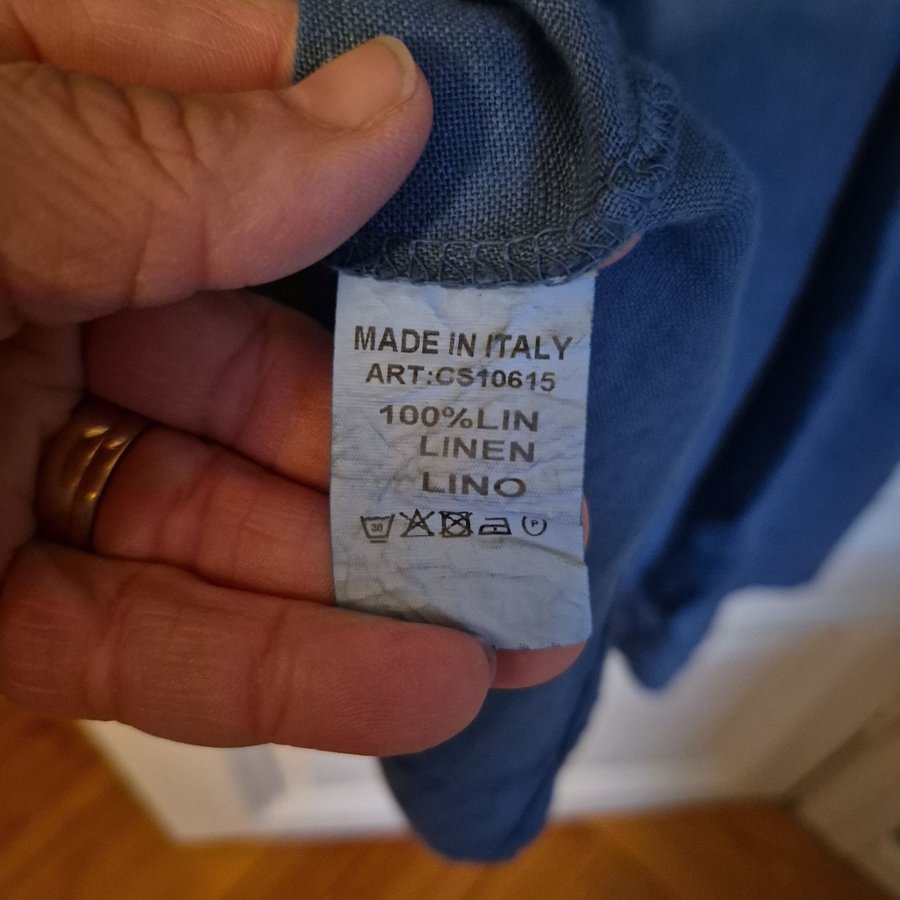 MADE IN ITALY
ART:CS10615
100%LIN
LINEN
LINO
P